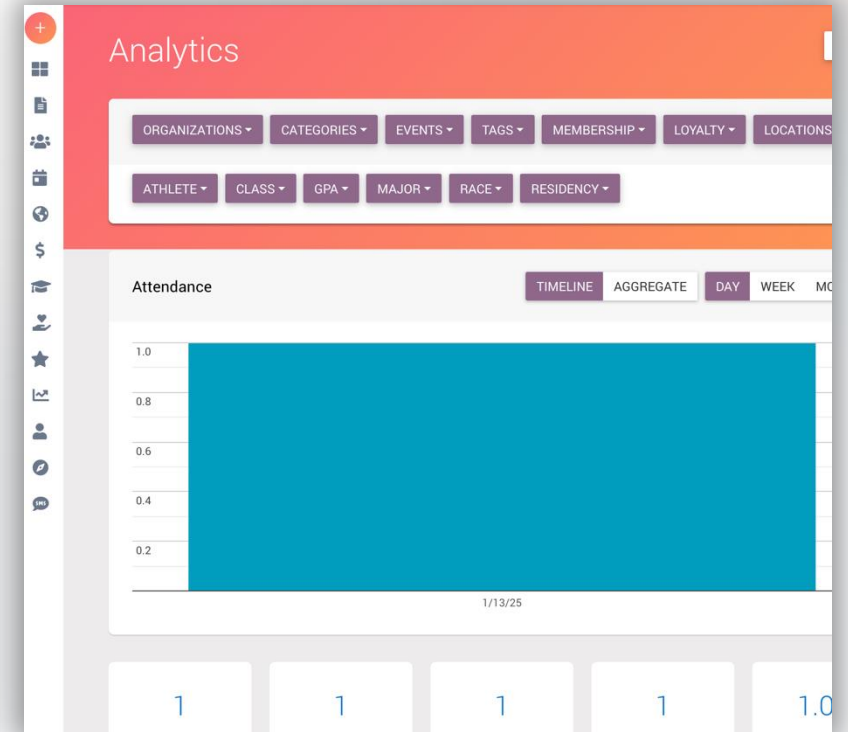 +
Analytics
ORGANIZATIONS CATEGORIES EVENTS TAGS MEMBERSHIP LOYALTY LOCATIONS
ATHLETE CLASS GPA MAJOR RACE RESIDENCY
Attendance TIMELINE AGGREGATE DAY WEEK
1.0
0.8
0.6
0.4
0.2
1/13/25
$
SMS
1 1 1 1 1.0